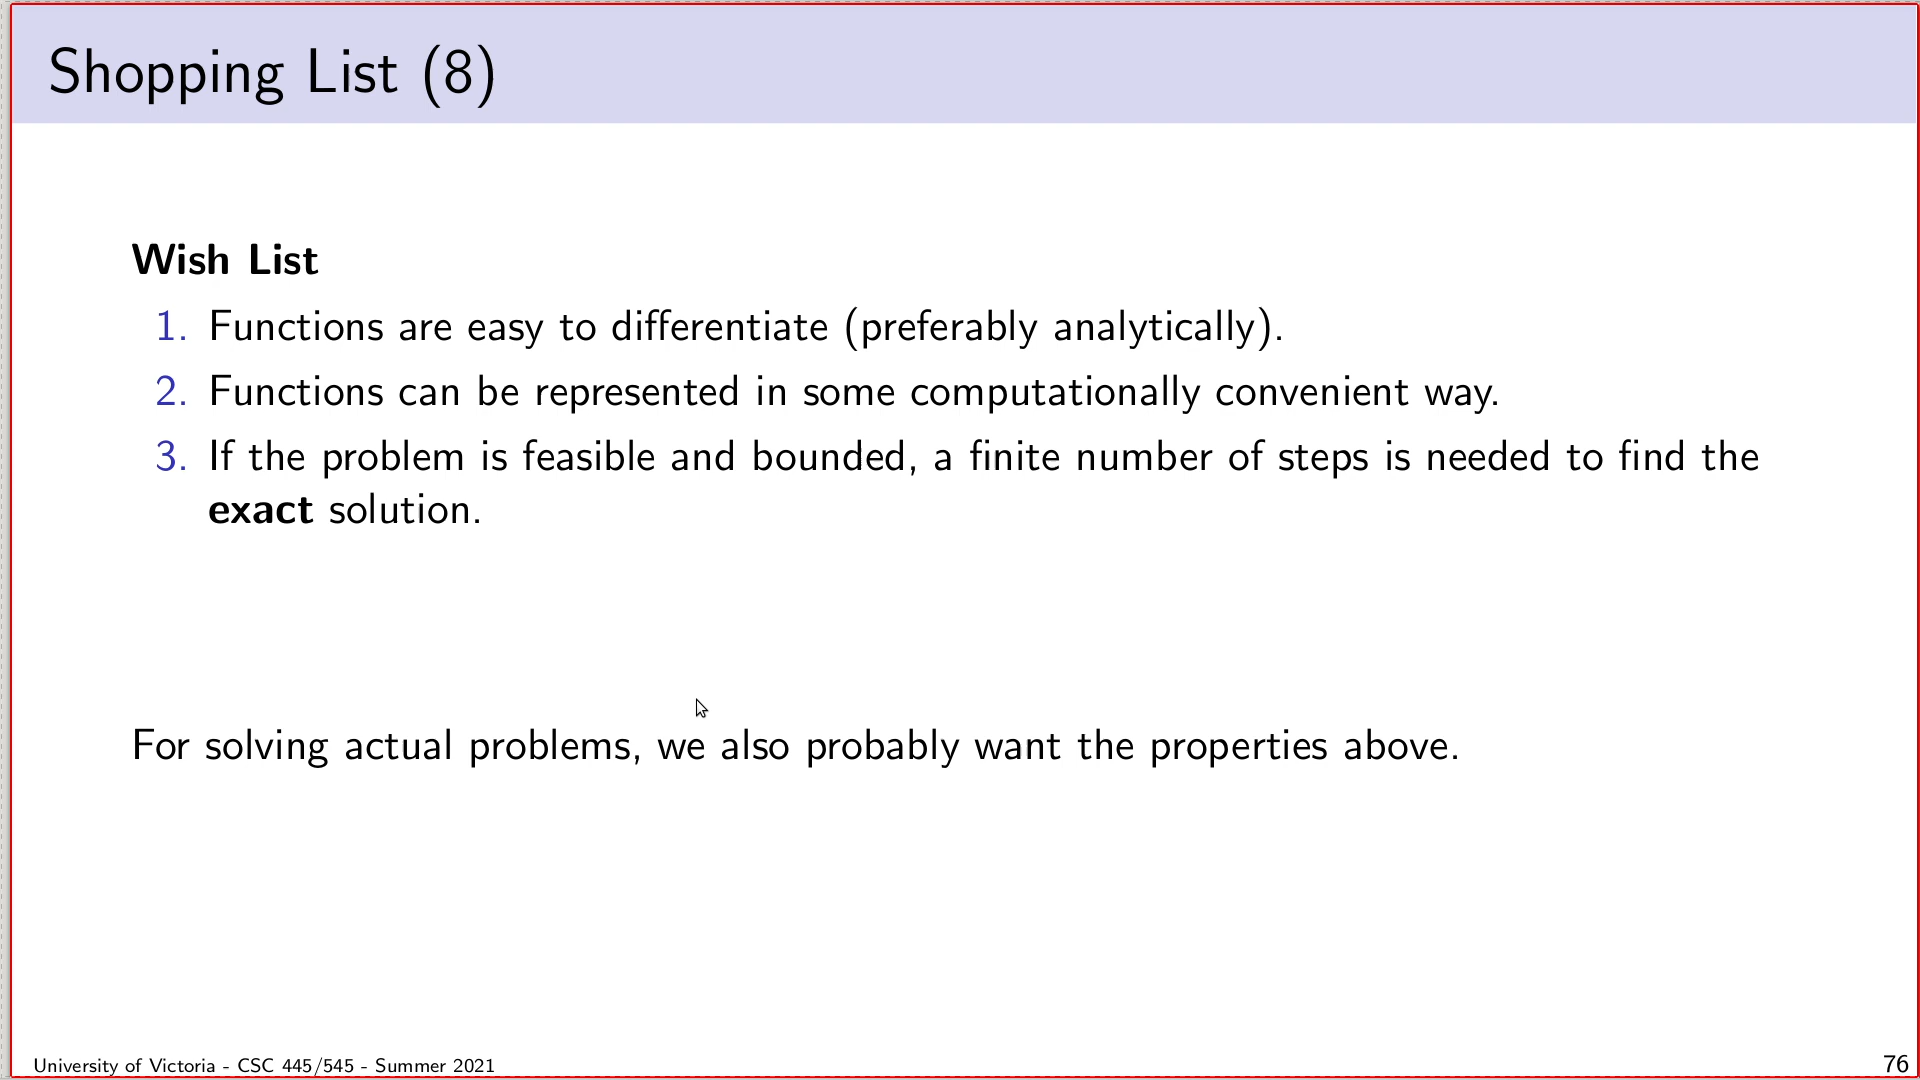 Shopping List (8)
Wish List
1. Functions are easy to differentiate (preferably analytically).
2. Functions can be represented in some computationally convenient way.
3. If the problem is feasible and bounded, a finite number of steps is needed to find the
exact solution.
For solving actual problems, we also probably want the properties above.
University of Victoria - CSC 445/545 - Summer 2021
76